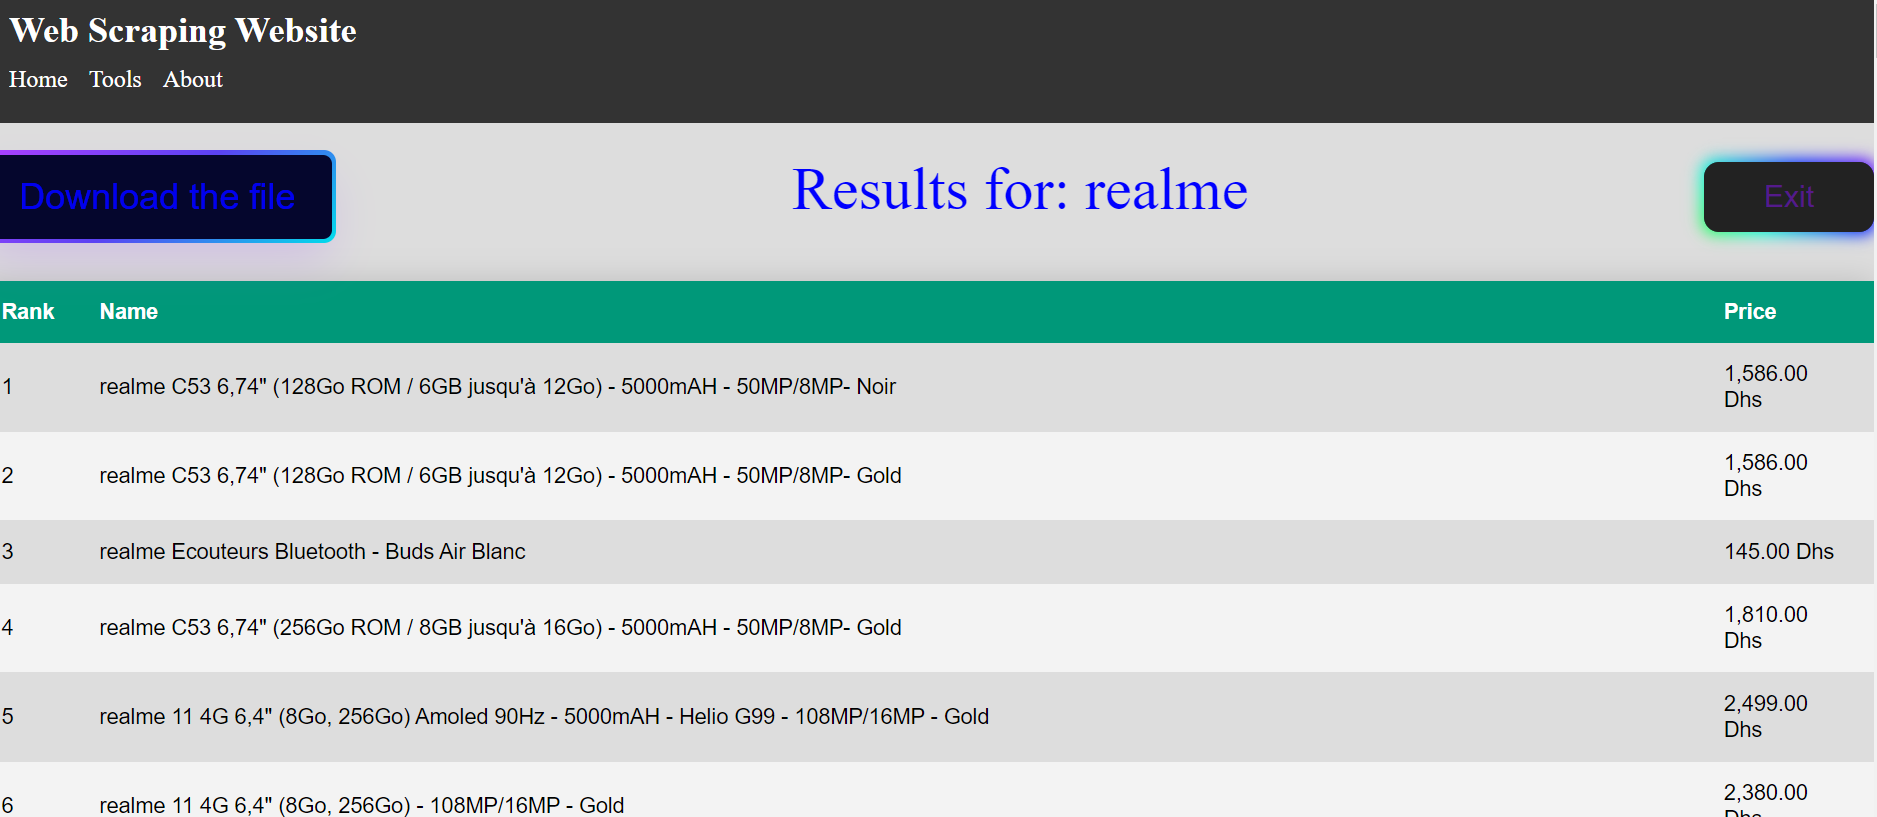 Web Scraping Website
Home Tools About
Download the file
Results for: realme
Exit
Rank Name Price
1 realme C53 6,74" (128Go ROM / 6GB jusqu'à 12Go) - 5000mAH - 50MP/8MP- Noir 1,586.00
Dhs
2 realme C53 6,74" (128Go ROM / 6GB jusqu'à 12Go) - 5000mAH - 50MP/8MP- Gold 1,586.00
Dhs
3 realme Ecouteurs Bluetooth - Buds Air Blanc 145.00 Dhs
4 realme C53 6,74" (256Go ROM / 8GB jusqu'à 16Go) - 5000mAH - 50MP/8MP- Gold 1,810.00
Dhs
5 realme 11 4G 6,4" (8Go, 256Go) Amoled 90Hz - 5000mAH - Helio G99 - 108MP/16MP - Gold 2,499.00
Dhs
6 realme 11 4G 6,4" (8Go, 256Go) - 108MP/16MP - Gold 2,380.00
Dhs